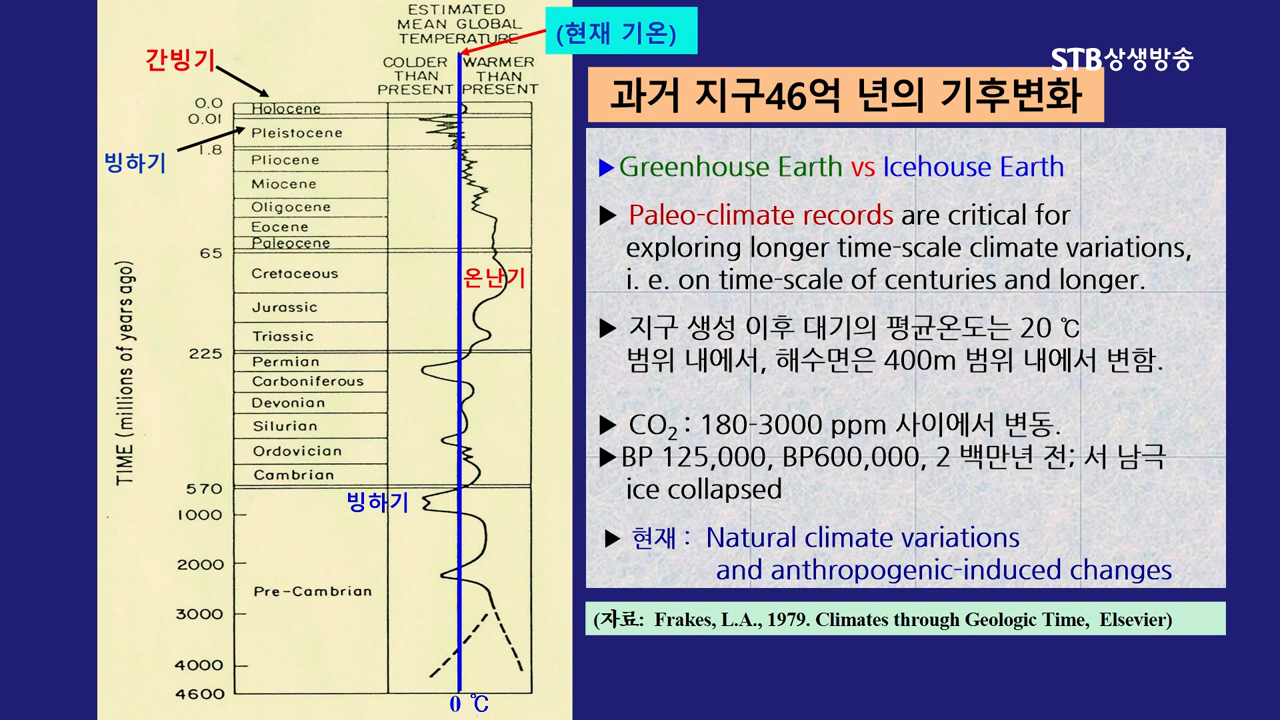 ESTIMATED
MEAN GLOBAL
TEMPERATURE
(현재 기온)
STB상생방송
간빙기
COLDER
THAN
PRESENT
WARMER
THAN
PRESENT
과거 지구46억 년의 기후변화
0.0
Holocene
0.01
Pleistocene
빙하기
1.8
Pliocene
Miocene
Oligocene
Eocene
Paleocene
65
Cretaceous
온난기
Jurassic
Triassic
225
Permian
Carboniferous
Devonian
Silurian
Ordovician
Cambrian
570
빙하기
1000
2000
Pre-Cambrian
3000
4000
4600
0 ℃
TIME (millions of years ago)
▶Greenhouse Earth vs Icehouse Earth
▶ Paleo-climate records are critical for
exploring longer time-scale climate variations,
i. e. on time-scale of centuries and longer.
▶ 지구 생성 이후 대기의 평균온도는 20 ℃
범위 내에서, 해수면은 400m 범위 내에서 변함.
▶ CO₂ : 180-3000 ppm 사이에서 변동.
▶BP 125,000, BP600,000, 2 백만년 전; 서 남극
ice collapsed
▶ 현재 : Natural climate variations
and anthropogenic-induced changes
(자료: Frakes, L.A., 1979. Climates through Geologic Time, Elsevier)